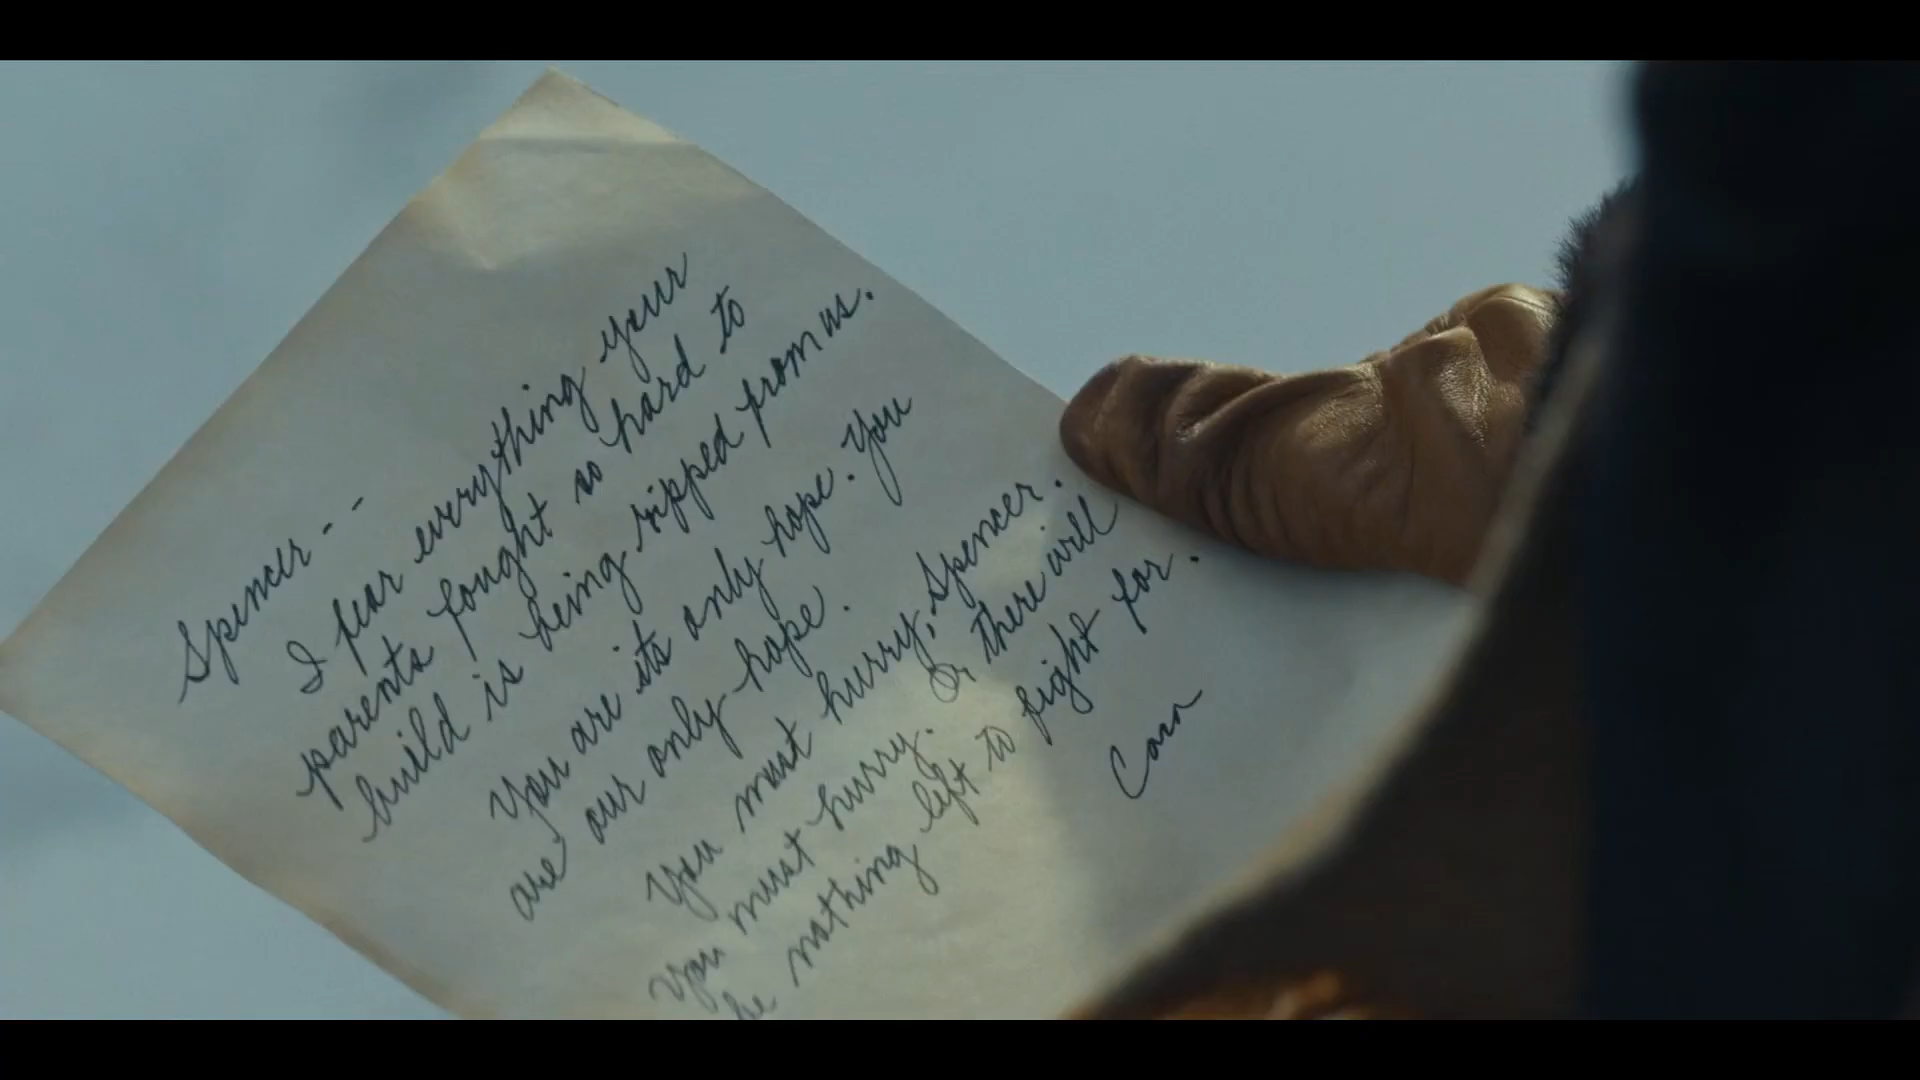 Spencer - -
I fear everything your
parents fought so hard to
build is being ripped from us.
You are its only hope. You
are our only hope.
You must hurry, Spencer.
You must hurry. Or there will
be nothing left to fight for.
Cara